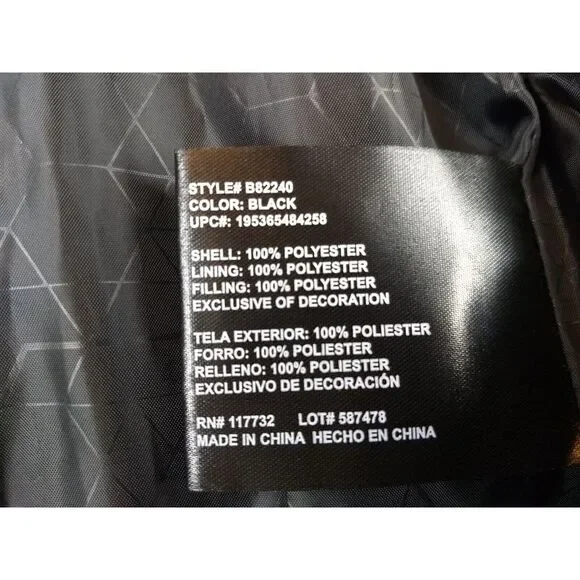 STYLE# B82240
COLOR: BLACK
UPC#: 195365484258
SHELL: 100% POLYESTER
LINING: 100% POLYESTER
FILLING: 100% POLYESTER
EXCLUSIVE OF DECORATION
TELA EXTERIOR: 100% POLIESTER
FORRO: 100% POLIESTER
RELLENO: 100% POLIESTER
EXCLUSIVO DE DECORACIÓN
RN# 117732 LOT# 587478
MADE IN CHINA HECHO EN CHINA